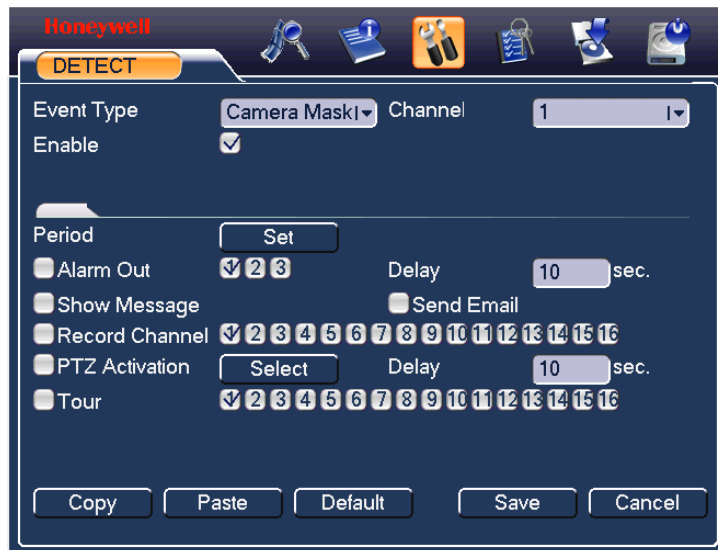 Honeywell
DETECT
Event Type Camera Mask Channel 1
Enable
Period Set
Alarm Out 1 2 3 Delay 10 sec.
Show Message Send Email
Record Channel 1 2 3 4 5 6 7 8 9 10 11 12 13 14 15 16
PTZ Activation Select Delay 10 sec.
Tour 1 2 3 4 5 6 7 8 9 10 11 12 13 14 15 16
Copy Paste Default Save Cancel